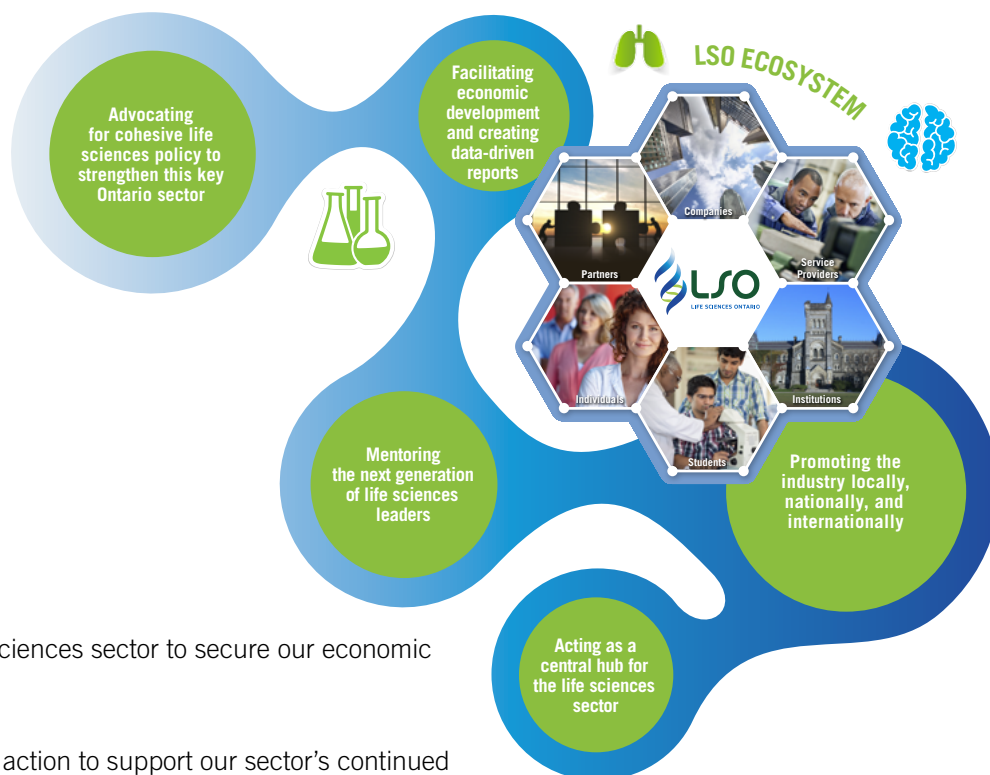 LSO ECOSYSTEM
Advocating
for cohesive life
sciences policy to
strengthen this key
Ontario sector
Facilitating
economic
development
and creating
data-driven
reports
Companies
Partners
Service
Providers
LSO
LIFE SCIENCES ONTARIO
Individuals
Institutions
Students
Mentoring
the next generation
of life sciences
leaders
Promoting the
industry locally,
nationally, and
internationally
Acting as a
central hub for
the life sciences
sector
sciences sector to secure our economic
action to support our sector's continued